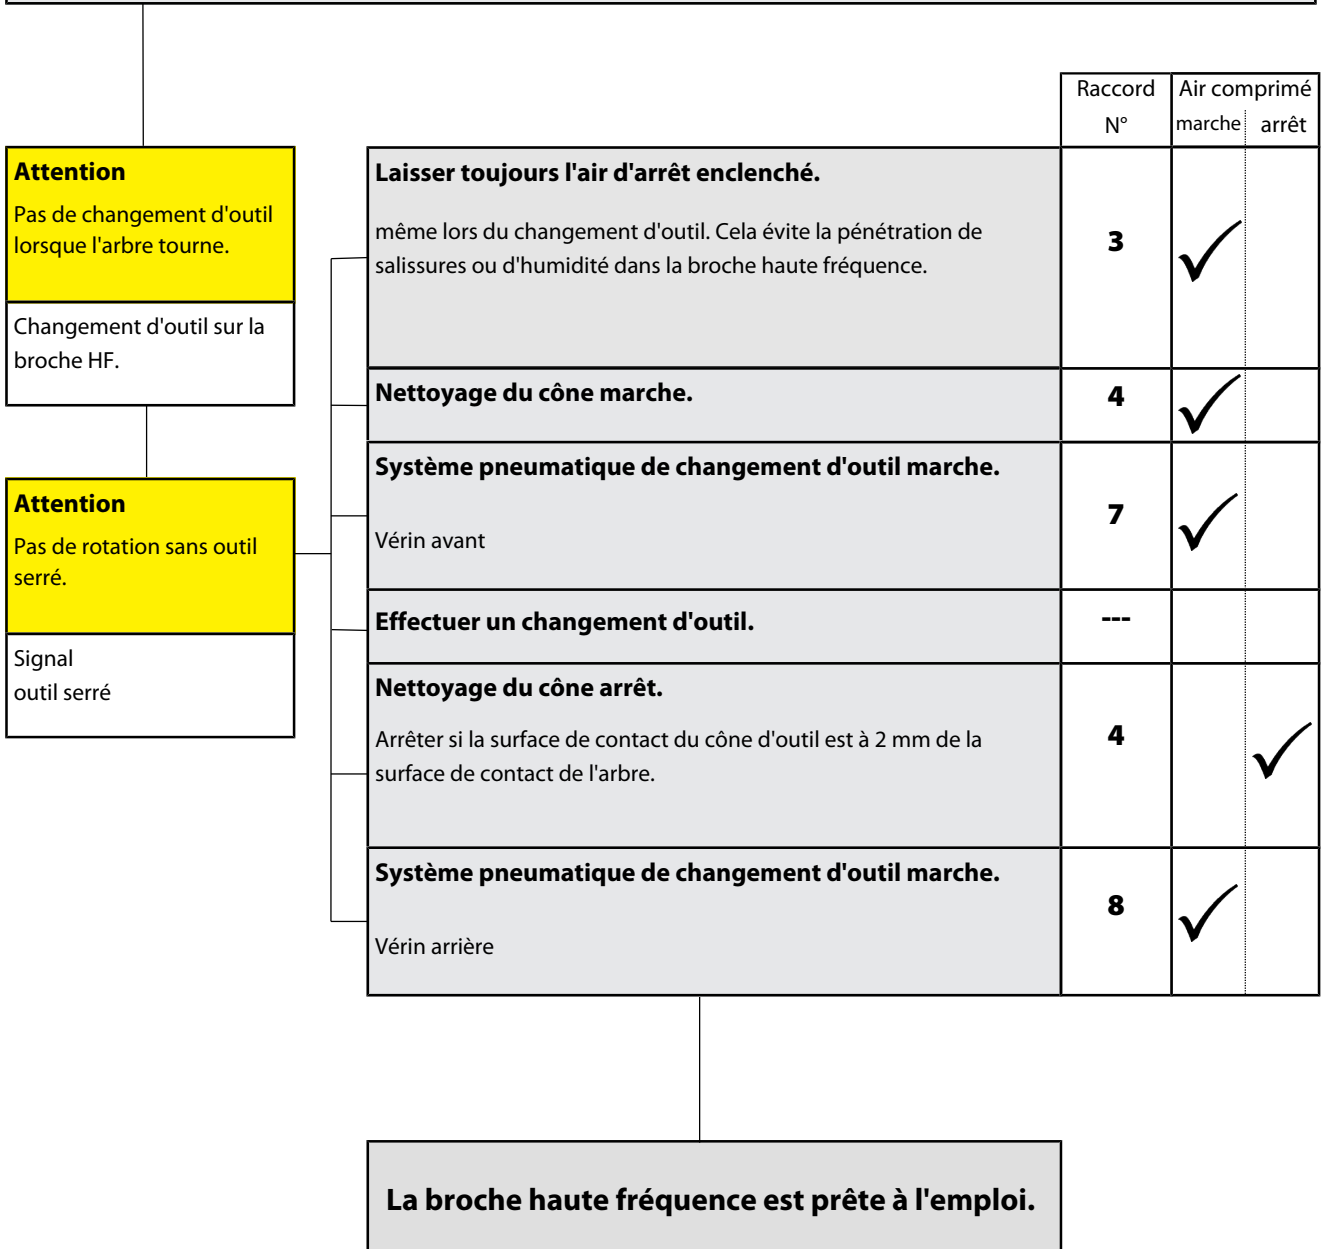 Raccord
N°
Air comprimé
marche arrêt
Attention
Pas de changement d'outil
lorsque l'arbre tourne.
Changement d'outil sur la
broche HF.
Attention
Pas de rotation sans outil
serré.
Signal
outil serré
Laisser toujours l'air d'arrêt enclenché.
même lors du changement d'outil. Cela évite la pénétration de
salissures ou d'humidité dans la broche haute fréquence.
3
Nettoyage du cône marche.
4
Système pneumatique de changement d'outil marche.
Vérin avant
7
Effectuer un changement d'outil.
---
Nettoyage du cône arrêt.
Arrêter si la surface de contact du cône d'outil est à 2 mm de la
surface de contact de l'arbre.
4
Système pneumatique de changement d'outil marche.
Vérin arrière
8
La broche haute fréquence est prête à l'emploi.